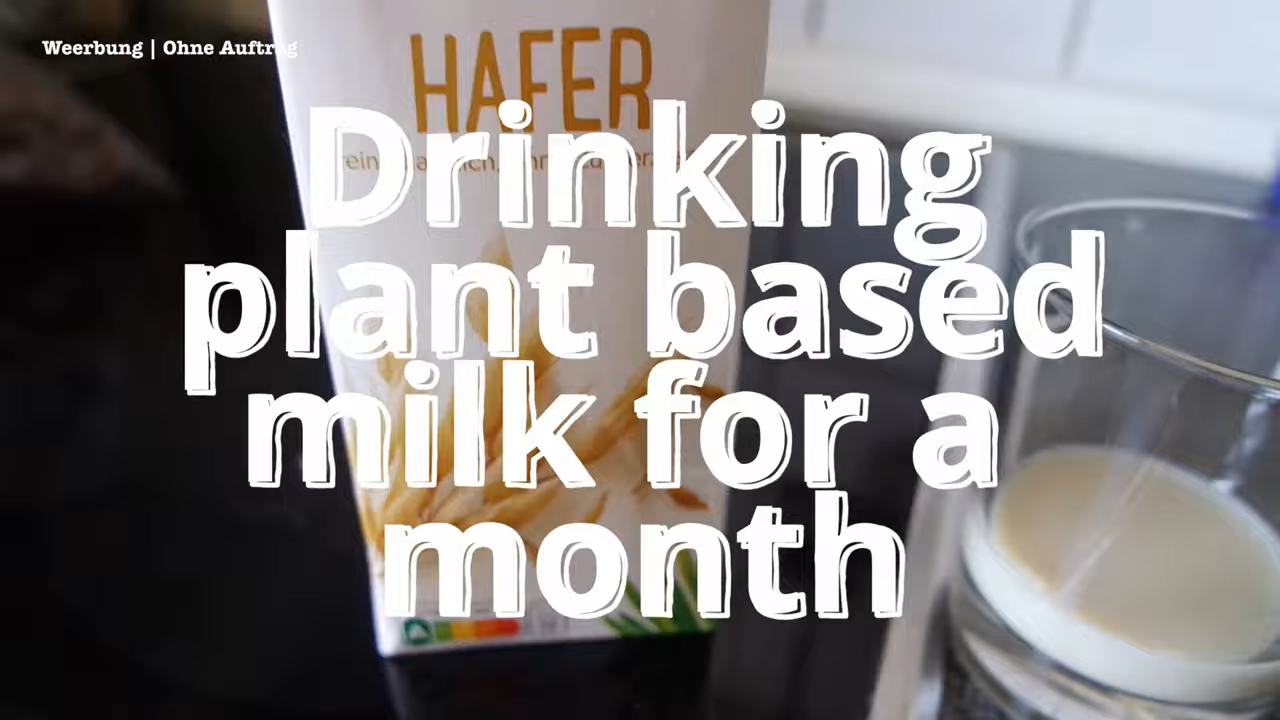 Weerbung | Ohne Auftrag
HAFER
Drinking
plant based
milk for a
month